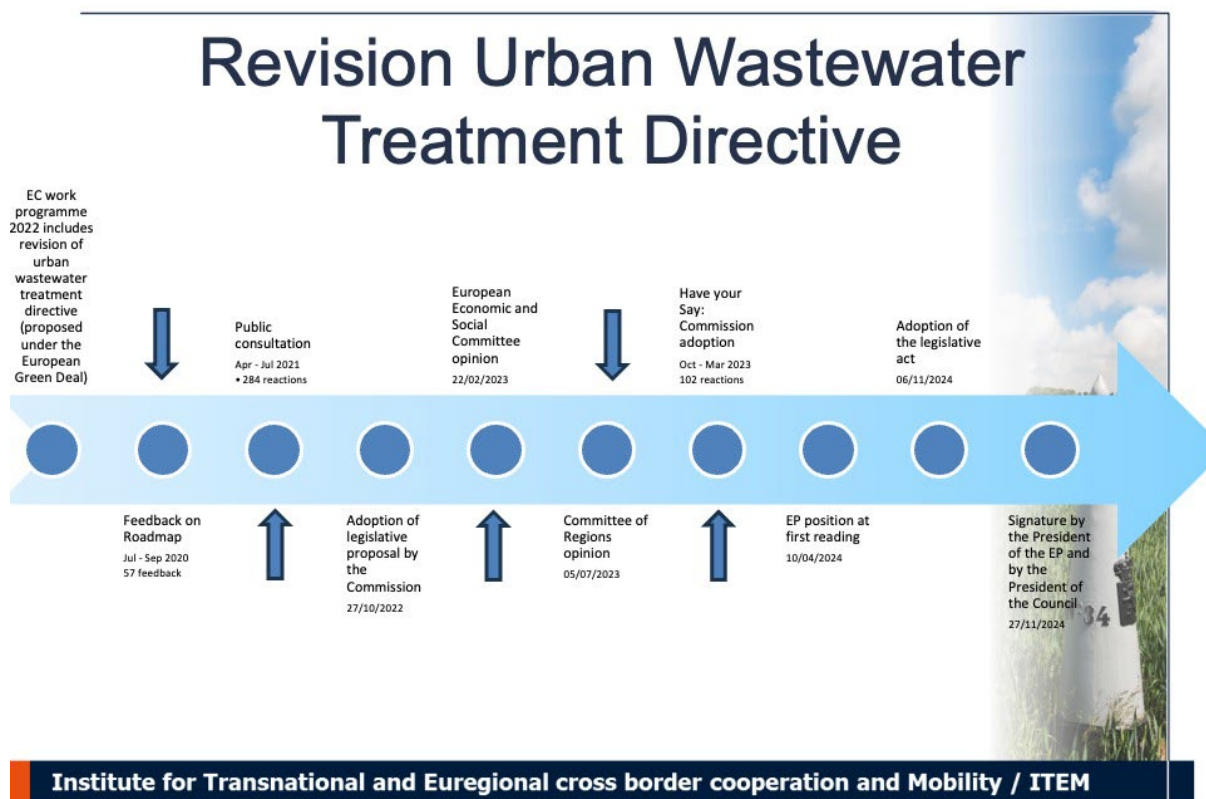 Revision Urban Wastewater
Treatment Directive
EC work
programme
2022 includes
revision of
urban
wastewater
treatment
directive
(proposed
under the
European
Green Deal)
Feedback on
Roadmap
Jul - Sep 2020
57 feedback
Public
consultation
Apr - Jul 2021
• 284 reactions
Adoption of
legislative
proposal by
the
Commission
27/10/2022
European
Economic and
Social
Committee
opinion
22/02/2023
Committee of
Regions
opinion
05/07/2023
Have your
Say:
Commission
adoption
Oct - Mar 2023
102 reactions
EP position at
first reading
10/04/2024
Adoption of
the legislative
act
06/11/2024
Signature by
the President
of the EP and
by the
President of
the Council
27/11/2024
Institute for Transnational and Euregional cross border cooperation and Mobility / ITEM